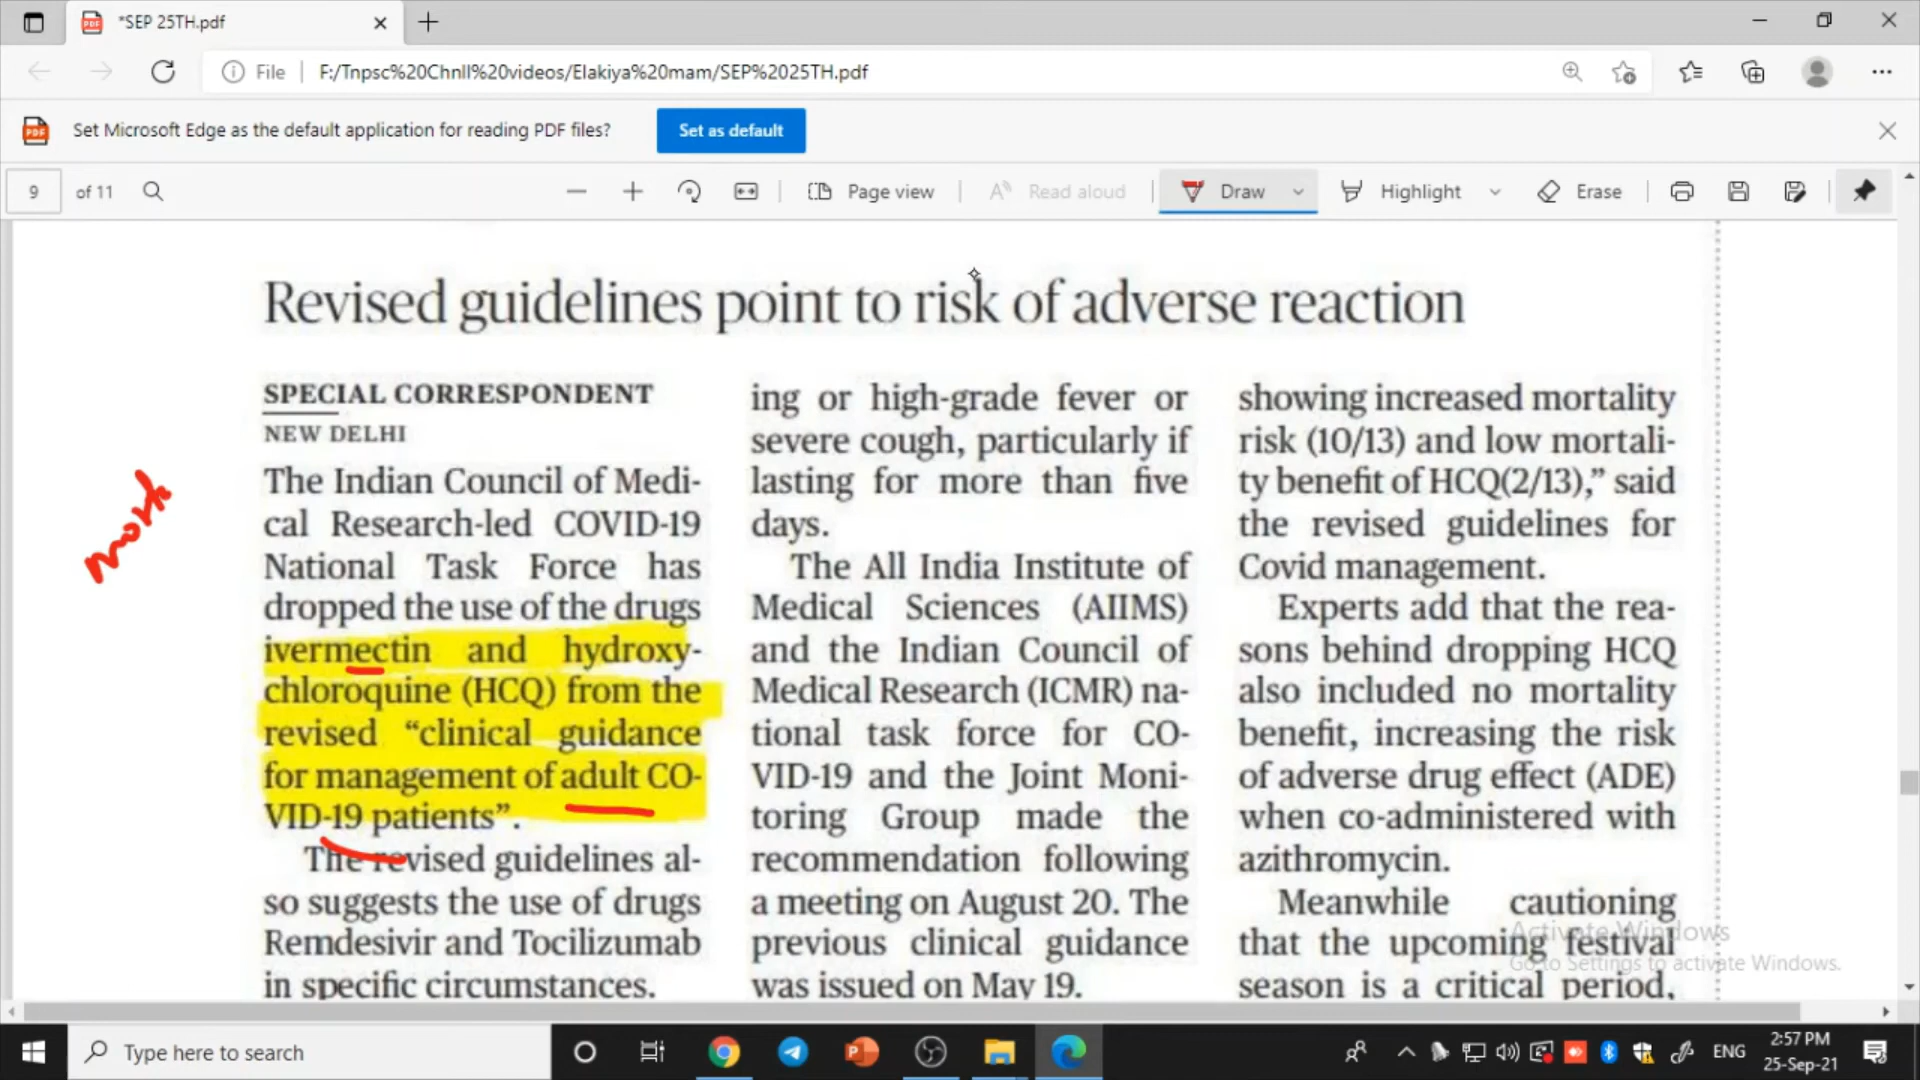 *SEP 25TH.pdf
File
F:/Tnpsc%20Chnll%20videos/Elakiya%20mam/SEP%2025TH.pdf
Set Microsoft Edge as the default application for reading PDF files?
Set as default
9 of 11
Page view
Read aloud
Draw
Highlight
Erase
Revised guidelines point to risk of adverse reaction
SPECIAL CORRESPONDENT
NEW DELHI
The Indian Council of Medi-
cal Research-led COVID-19
National Task Force has
dropped the use of the drugs
ivermectin and hydroxy-
chloroquine (HCQ) from the
revised “clinical guidance
for management of adult CO-
VID-19 patients”.
The revised guidelines al-
so suggests the use of drugs
Remdesivir and Tocilizumab
in specific circumstances.
ing or high-grade fever or
severe cough, particularly if
lasting for more than five
days.
The All India Institute of
Medical Sciences (AIIMS)
and the Indian Council of
Medical Research (ICMR) na-
tional task force for CO-
VID-19 and the Joint Moni-
toring Group made the
recommendation following
a meeting on August 20. The
previous clinical guidance
was issued on May 19.
showing increased mortality
risk (10/13) and low mortali-
ty benefit of HCQ(2/13),” said
the revised guidelines for
Covid management.
Experts add that the rea-
sons behind dropping HCQ
also included no mortality
benefit, increasing the risk
of adverse drug effect (ADE)
when co-administered with
azithromycin.
Meanwhile cautioning
that the upcoming festival
season is a critical period,
Activate Windows
Go to Settings to activate Windows.
Type here to search
ENG
2:57 PM
25-Sep-21